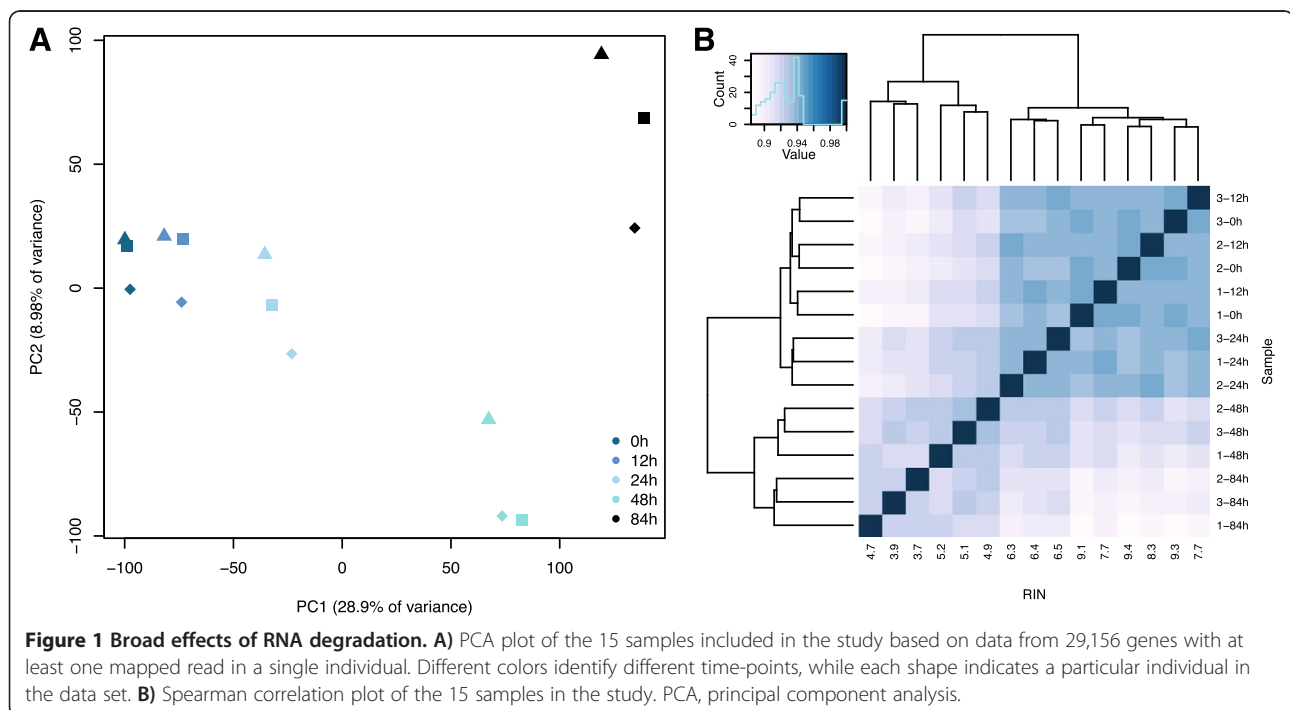 A
100
50
0
−50
−100
PC2 (8.98% of variance)
−100
−50
0
50
100
PC1 (28.9% of variance)
0h
12h
24h
48h
84h
B
Count
40
20
0
0.9
0.94
0.98
Value
3−12h
3−0h
2−12h
2−0h
1−12h
1−0h
3−24h
1−24h
2−24h
2−48h
3−48h
1−48h
2−84h
3−84h
1−84h
Sample
4.7
3.9
3.7
5.2
5.1
4.9
6.3
6.4
6.5
9.1
7.7
9.4
8.3
9.3
7.7
RIN
Figure 1 Broad effects of RNA degradation. A) PCA plot of the 15 samples included in the study based on data from 29,156 genes with at
least one mapped read in a single individual. Different colors identify different time-points, while each shape indicates a particular individual in
the data set. B) Spearman correlation plot of the 15 samples in the study. PCA, principal component analysis.